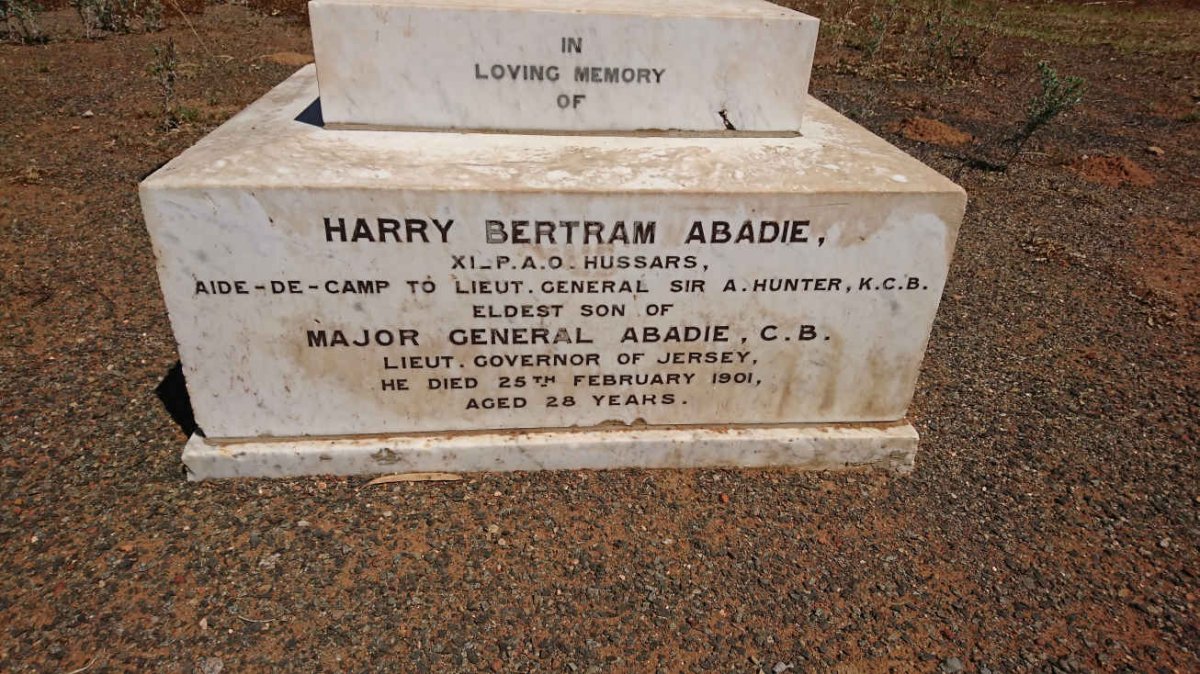 IN
LOVING MEMORY
OF
HARRY BERTRAM ABADIE,
XI_P.A.O. HUSSARS,
AIDE-DE-CAMP TO LIEUT. GENERAL SIR A. HUNTER, K.C.B.
ELDEST SON OF
MAJOR GENERAL ABADIE, C.B.
LIEUT. GOVERNOR OF JERSEY,
HE DIED 25TH FEBRUARY 1901,
AGED 28 YEARS.